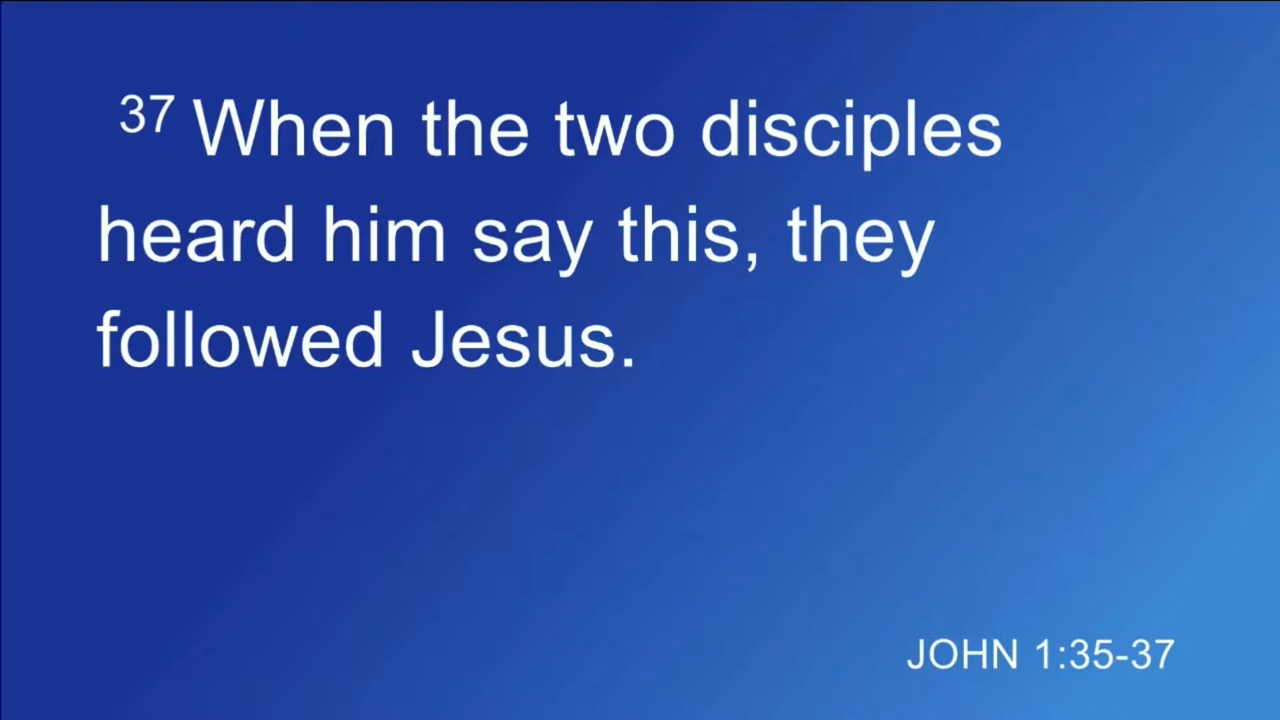 37 When the two disciples
heard him say this, they
followed Jesus.
JOHN 1:35-37